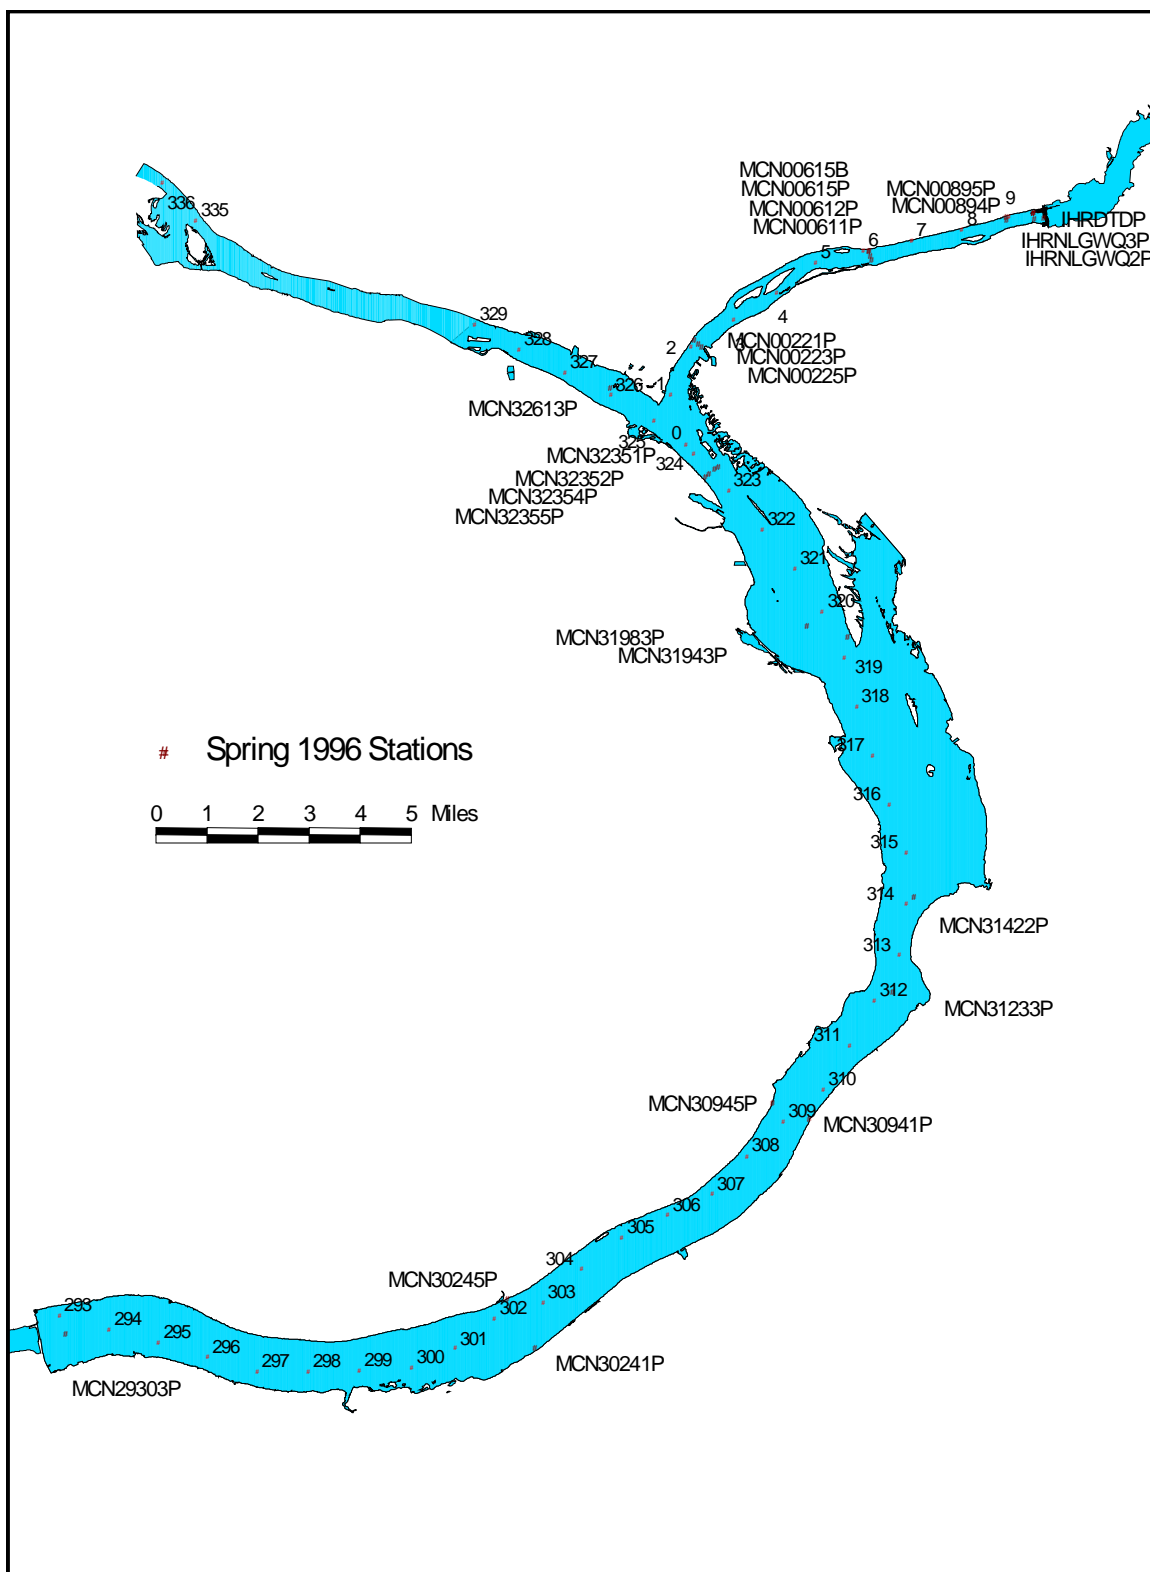 MCN00615B
MCN00615P
MCN00612P
MCN00611P
MCN00895P
MCN00894P
9
8
7
6
5
4
IHRDTDP
IHRNLGWQ3P
IHRNLGWQ2P
336
335
329
328
327
326
325
324
2
1
0
3
MCN00221P
MCN00223P
MCN00225P
MCN32613P
MCN32351P
MCN32352P
MCN32354P
MCN32355P
323
322
321
320
MCN31983P
MCN31943P
319
318
317
# Spring 1996 Stations
0 1 2 3 4 5 Miles
316
315
314
MCN31422P
313
312
MCN31233P
311
310
MCN30945P
309
MCN30941P
308
307
306
305
304
MCN30245P
303
302
301
MCN30241P
293
294
295
296
297
298
299
300
MCN29303P